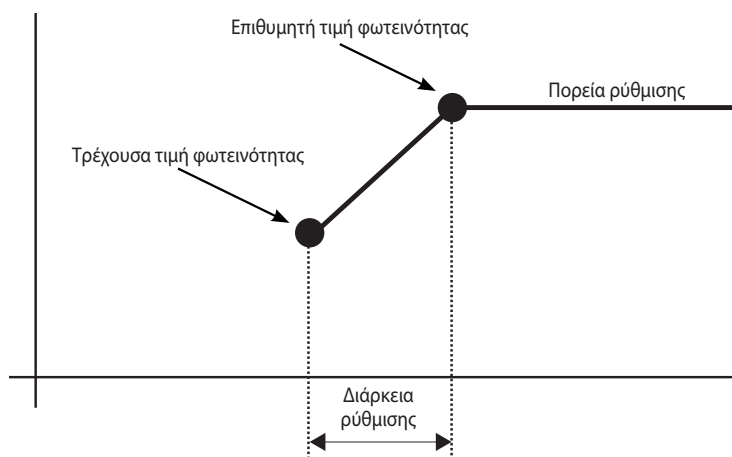 Επιθυμητή τιμή φωτεινότητας
Πορεία ρύθμισης
Τρέχουσα τιμή φωτεινότητας
Διάρκεια
ρύθμισης